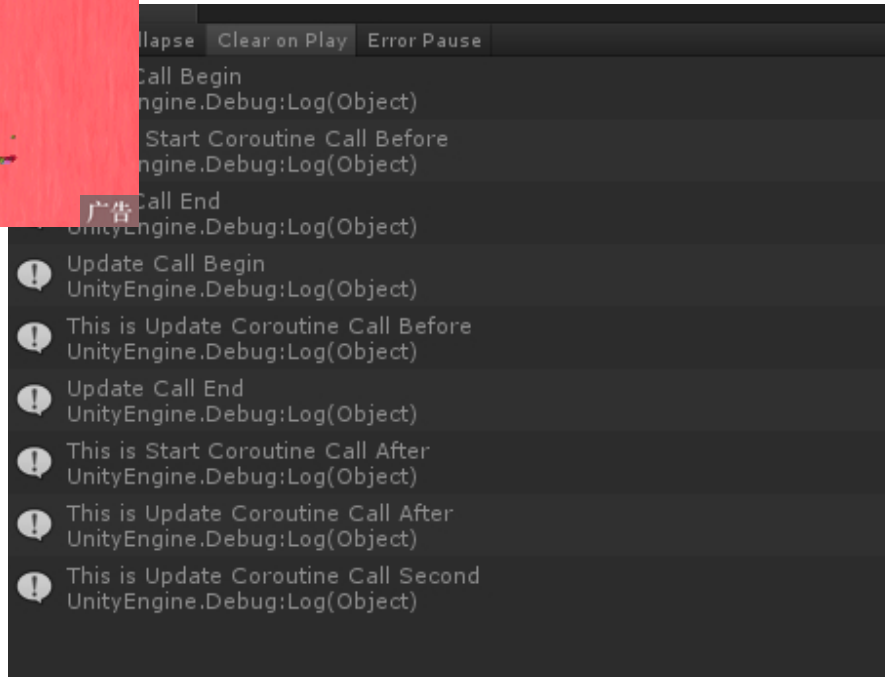 Clear on Play Error Pause
Call Begin
Engine.Debug:Log(Object)
Start Coroutine Call Before
Engine.Debug:Log(Object)
Call End
广告
UnityEngine.Debug:Log(Object)
Update Call Begin
UnityEngine.Debug:Log(Object)
This is Update Coroutine Call Before
UnityEngine.Debug:Log(Object)
Update Call End
UnityEngine.Debug:Log(Object)
This is Start Coroutine Call After
UnityEngine.Debug:Log(Object)
This is Update Coroutine Call After
UnityEngine.Debug:Log(Object)
This is Update Coroutine Call Second
UnityEngine.Debug:Log(Object)